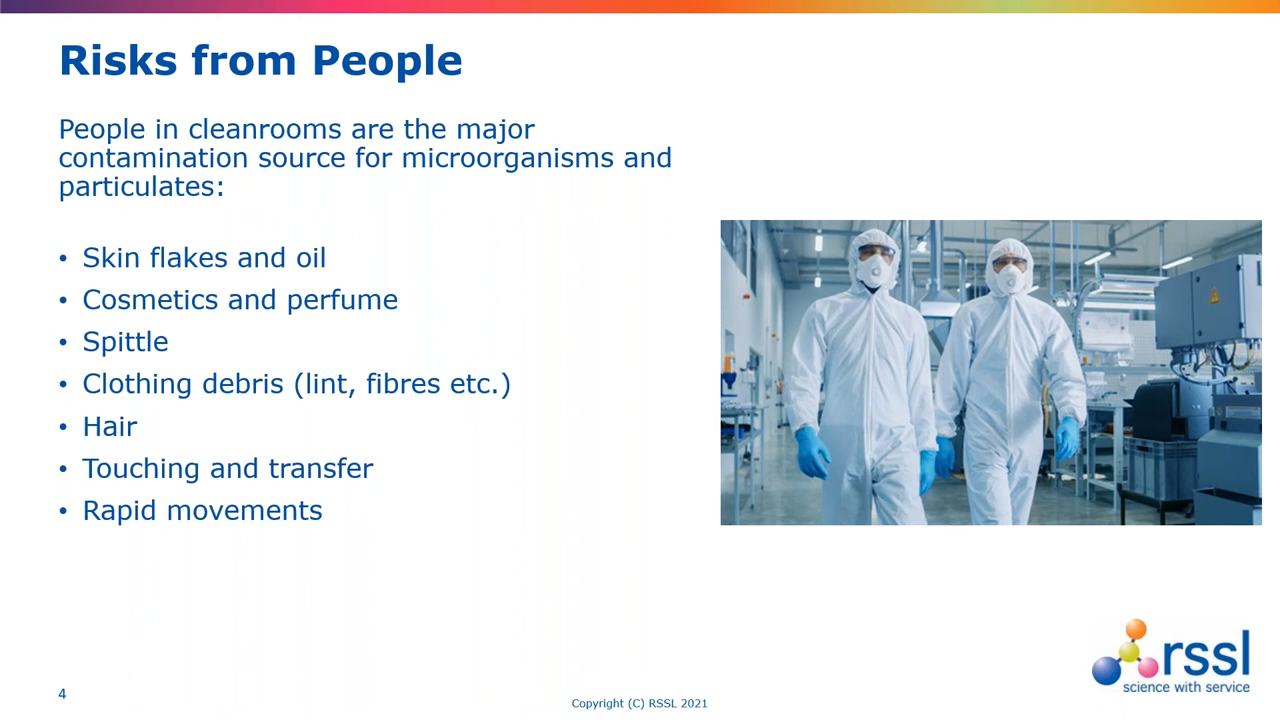 Risks from People
People in cleanrooms are the major
contamination source for microorganisms and
particulates:
• Skin flakes and oil
• Cosmetics and perfume
• Spittle
• Clothing debris (lint, fibres etc.)
• Hair
• Touching and transfer
• Rapid movements
rssl
science with service
4
Copyright (C) RSSL 2021